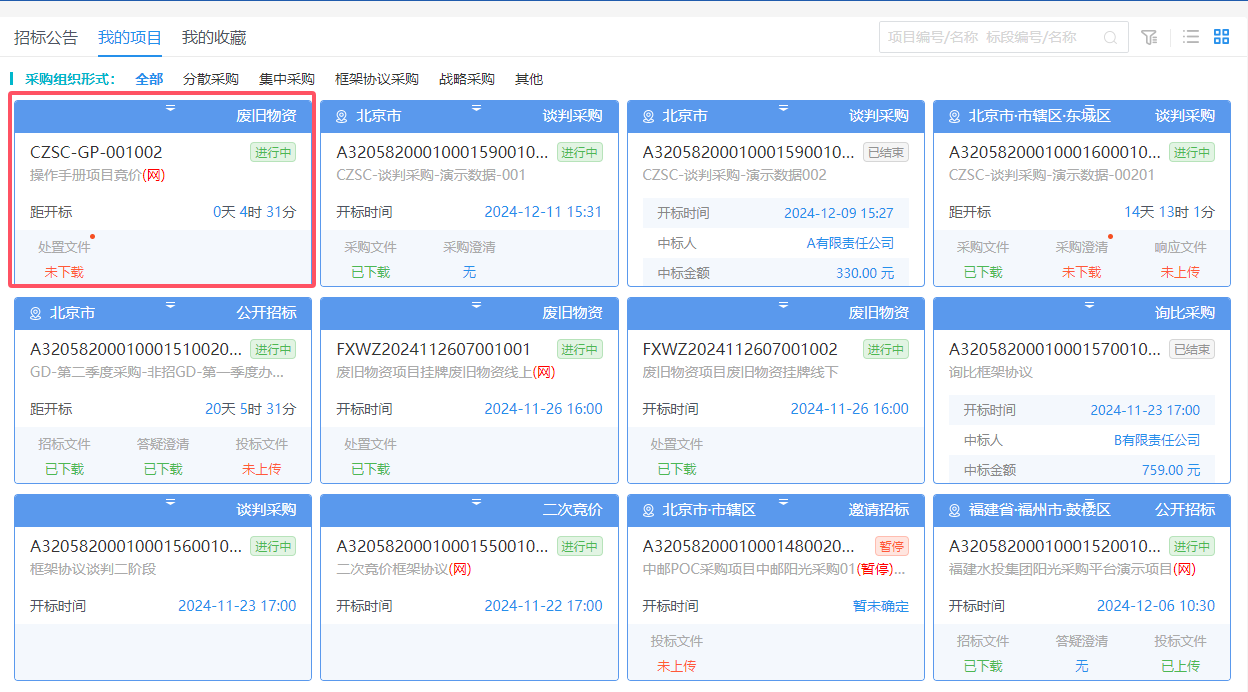 招标公告 我的项目 我的收藏 项目编号/名称 标段编号/名称
采购组织形式： 全部 分散采购 集中采购 框架协议采购 战略采购 其他
废旧物资
CZSC-GP-001002 进行中
操作手册项目竞价(网)
距开标 0天 4时 31分
处置文件
未下载
北京市 谈判采购
A32058200010001590010... 进行中
CZSC-谈判采购-演示数据-001
开标时间 2024-12-11 15:31
采购文件 采购澄清
已下载 无
北京市 谈判采购
A32058200010001590010... 已结束
CZSC-谈判采购-演示数据002
开标时间 2024-12-09 15:27
中标人 A有限责任公司
中标金额 330.00 元
北京市·市辖区·东城区 谈判采购
A32058200010001600010... 进行中
CZSC-谈判采购-演示数据-00201
距开标 14天 13时 1分
采购文件 采购澄清 响应文件
已下载 未下载 未上传
北京市 公开招标
A32058200010001510020... 进行中
GD-第二季度采购-非招GD-第一季度办...
距开标 20天 5时 31分
招标文件 答疑澄清 投标文件
已下载 已下载 未上传
废旧物资
FXWZ2024112607001001 进行中
废旧物资项目挂牌废旧物资线上(网)
开标时间 2024-11-26 16:00
处置文件
已下载
废旧物资
FXWZ2024112607001002 进行中
废旧物资项目废旧物资挂牌线下
开标时间 2024-11-26 16:00
处置文件
已下载
询比采购
A32058200010001570010... 已结束
询比框架协议
开标时间 2024-11-23 17:00
中标人 B有限责任公司
中标金额 759.00 元
谈判采购
A32058200010001560010... 进行中
框架协议谈判二阶段
开标时间 2024-11-23 17:00
二次竞价
A32058200010001550010... 进行中
二次竞价框架协议(网)
开标时间 2024-11-22 17:00
北京市·市辖区 邀请招标
A32058200010001480020... 暂停
中邮POC采购项目中邮阳光采购01(暂停)...
开标时间 暂未确定
投标文件
未上传
福建省·福州市·鼓楼区 公开招标
A32058200010001520010... 进行中
福建水投集团阳光采购平台演示项目(网)
开标时间 2024-12-06 10:30
招标文件 答疑澄清 投标文件
已下载 无 已上传